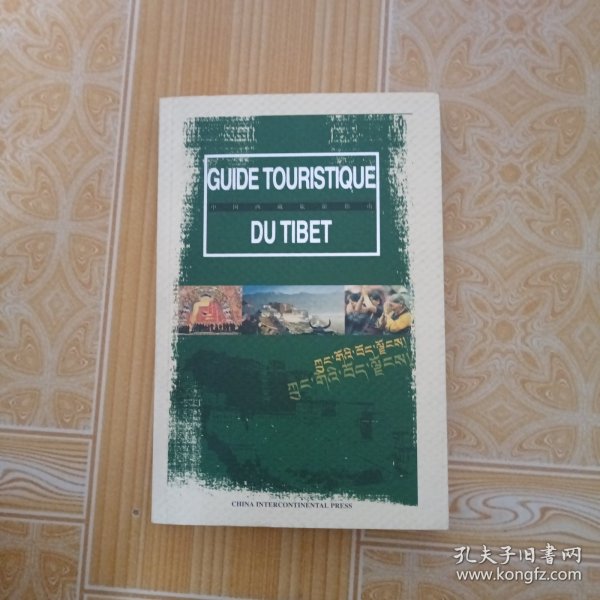 GUIDE TOURISTIQUE
中国西藏旅游指南
DU TIBET
CHINA INTERCONTINENTAL PRESS
孔夫子旧书网
www.kongfz.com